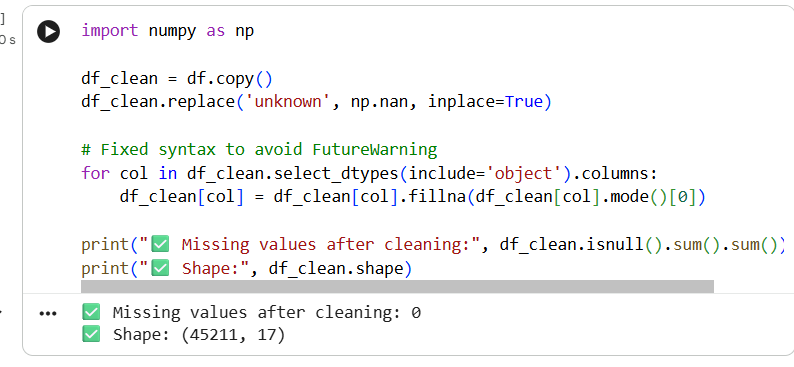 ]
0s
import numpy as np
df_clean = df.copy()
df_clean.replace('unknown', np.nan, inplace=True)
# Fixed syntax to avoid FutureWarning
for col in df_clean.select_dtypes(include='object').columns:
    df_clean[col] = df_clean[col].fillna(df_clean[col].mode()[0])
print("✅ Missing values after cleaning:", df_clean.isnull().sum().sum())
print("✅ Shape:", df_clean.shape)
✅ Missing values after cleaning: 0
✅ Shape: (45211, 17)